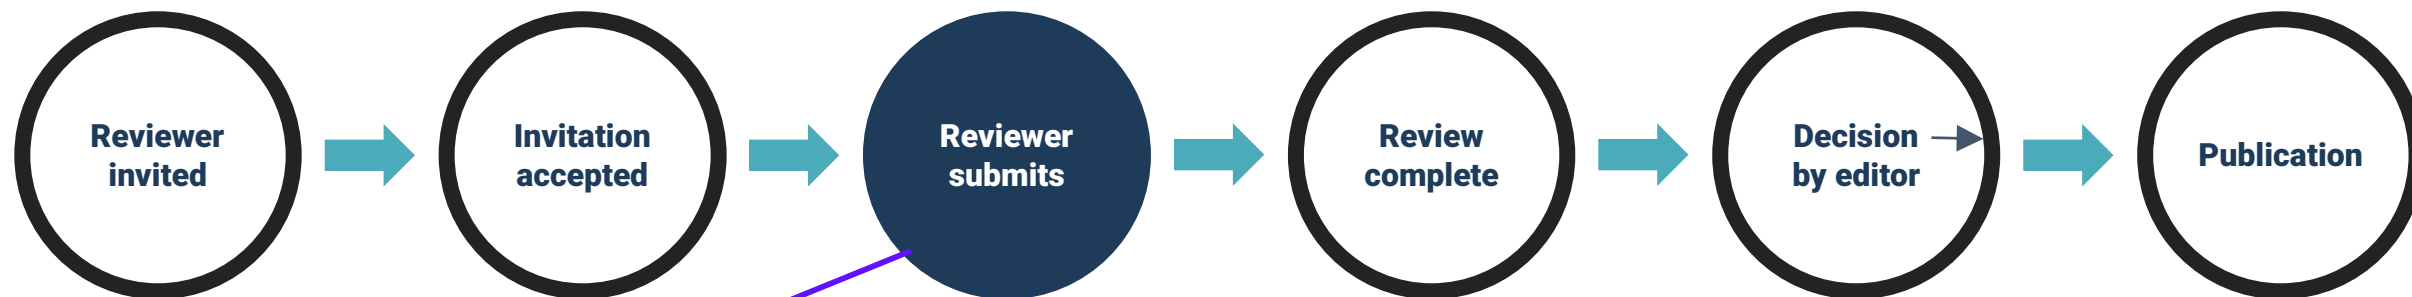 Reviewer
invited
Invitation
accepted
Reviewer
submits
Review
complete
Decision
by editor
Publication